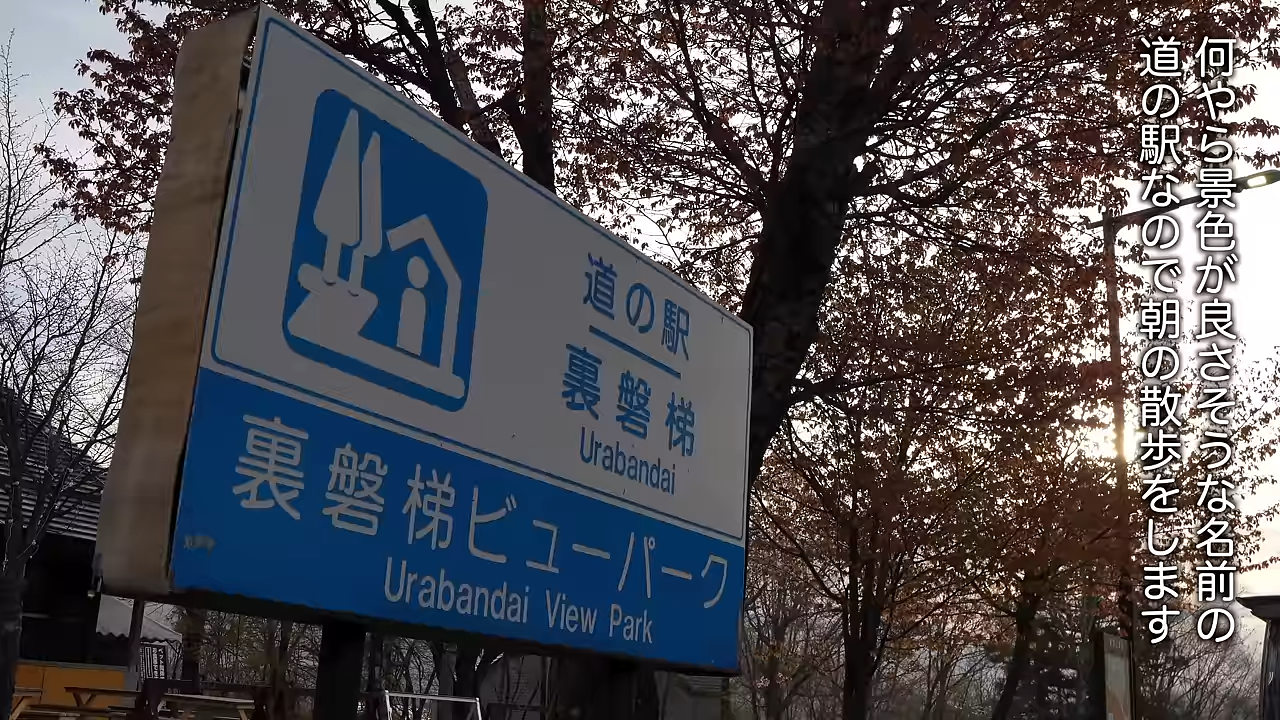 何やら景色が良さそうな名前の
道の駅なので朝の散歩をします
道の駅
裏磐梯
Urabandai
裏磐梯ビューパーク
Urabandai View Park